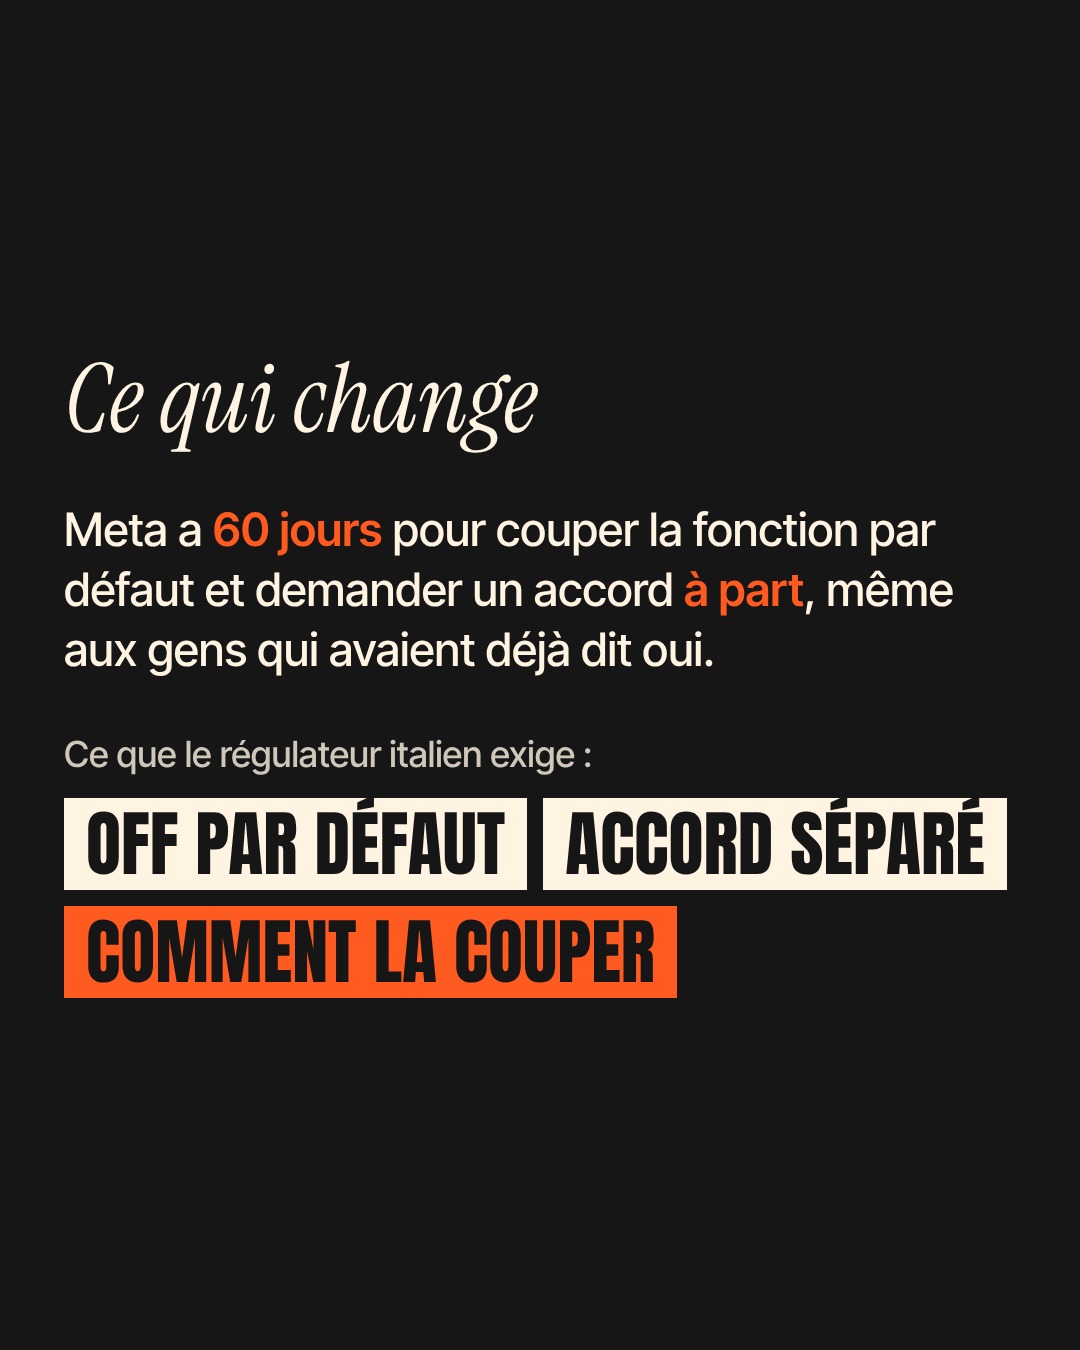 Ce qui change
Meta a 60 jours pour couper la fonction par
défaut et demander un accord à part, même
aux gens qui avaient déjà dit oui.
Ce que le régulateur italien exige :
OFF PAR DÉFAUT ACCORD SÉPARÉ
COMMENT LA COUPER